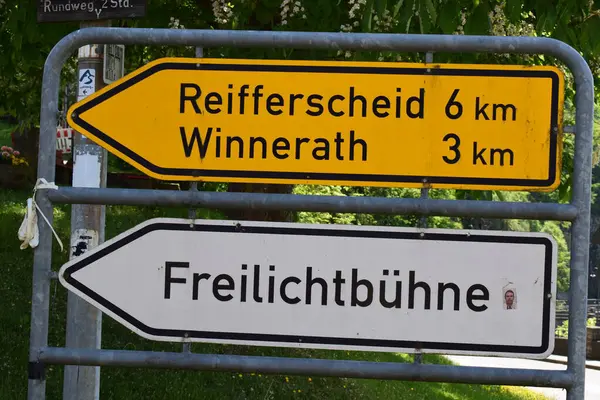 Rundweg 2 Std.
Reifferscheid 6 km
Winnerath 3 km
Freilichtbühne